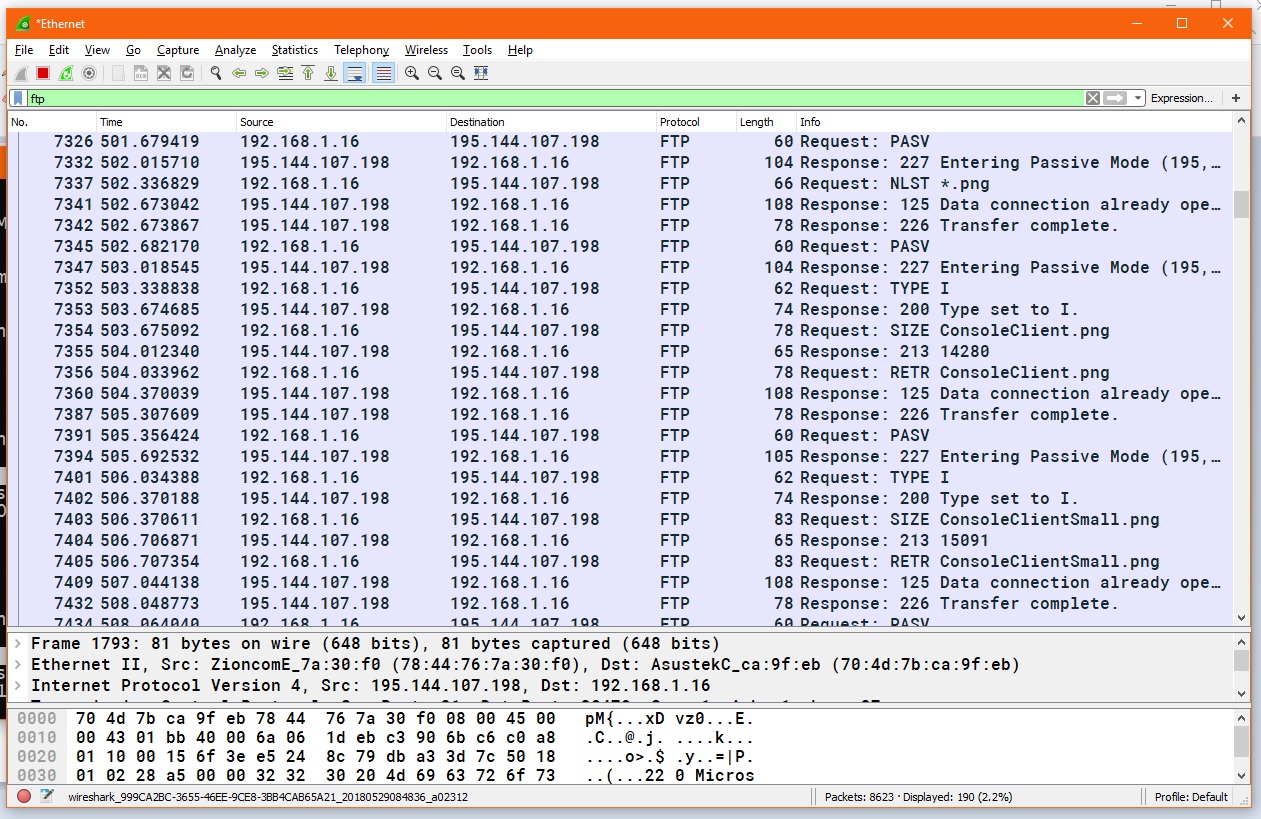 *Ethernet
File Edit View Go Capture Analyze Statistics Telephony Wireless Tools Help
ftp Expression... +
No. Time Source Destination Protocol Length Info
7326 501.679419 192.168.1.16 195.144.107.198 FTP 60 Request: PASV
7332 502.015710 195.144.107.198 192.168.1.16 FTP 104 Response: 227 Entering Passive Mode (195,…
7337 502.336829 192.168.1.16 195.144.107.198 FTP 66 Request: NLST *.png
7341 502.673042 195.144.107.198 192.168.1.16 FTP 108 Response: 125 Data connection already ope…
7342 502.673867 195.144.107.198 192.168.1.16 FTP 78 Response: 226 Transfer complete.
7345 502.682170 192.168.1.16 195.144.107.198 FTP 60 Request: PASV
7347 503.018545 195.144.107.198 192.168.1.16 FTP 104 Response: 227 Entering Passive Mode (195,…
7352 503.338838 192.168.1.16 195.144.107.198 FTP 62 Request: TYPE I
7353 503.674685 195.144.107.198 192.168.1.16 FTP 74 Response: 200 Type set to I.
7354 503.675092 192.168.1.16 195.144.107.198 FTP 78 Request: SIZE ConsoleClient.png
7355 504.012340 195.144.107.198 192.168.1.16 FTP 65 Response: 213 14280
7356 504.033962 192.168.1.16 195.144.107.198 FTP 78 Request: RETR ConsoleClient.png
7360 504.370039 195.144.107.198 192.168.1.16 FTP 108 Response: 125 Data connection already ope…
7387 505.307609 195.144.107.198 192.168.1.16 FTP 78 Response: 226 Transfer complete.
7391 505.356424 192.168.1.16 195.144.107.198 FTP 60 Request: PASV
7394 505.692532 195.144.107.198 192.168.1.16 FTP 105 Response: 227 Entering Passive Mode (195,…
7401 506.034388 192.168.1.16 195.144.107.198 FTP 62 Request: TYPE I
7402 506.370188 195.144.107.198 192.168.1.16 FTP 74 Response: 200 Type set to I.
7403 506.370611 192.168.1.16 195.144.107.198 FTP 83 Request: SIZE ConsoleClientSmall.png
7404 506.706871 195.144.107.198 192.168.1.16 FTP 65 Response: 213 15091
7405 506.707354 192.168.1.16 195.144.107.198 FTP 83 Request: RETR ConsoleClientSmall.png
7409 507.044138 195.144.107.198 192.168.1.16 FTP 108 Response: 125 Data connection already ope…
7432 508.048773 195.144.107.198 192.168.1.16 FTP 78 Response: 226 Transfer complete.
7434 508.064040 192.168.1.16 195.144.107.198 FTP 60 Request: PASV
Frame 1793: 81 bytes on wire (648 bits), 81 bytes captured (648 bits)
Ethernet II, Src: ZioncomE_7a:30:f0 (78:44:76:7a:30:f0), Dst: AsustekC_ca:9f:eb (70:4d:7b:ca:9f:eb)
Internet Protocol Version 4, Src: 195.144.107.198, Dst: 192.168.1.16
0000 70 4d 7b ca 9f eb 78 44 76 7a 30 f0 08 00 45 00 pM{...xD vz0...E.
0010 00 43 01 bb 40 00 6a 06 1d eb c3 90 6b c6 c0 a8 .C..@.j. ....k...
0020 01 10 00 15 6f 3e e5 24 8c 79 db a3 3d 7c 50 18 ....o>.$ .y..=|P.
0030 01 02 28 a5 00 00 32 32 30 20 4d 69 63 72 6f 73 ..(...22 0 Micros
wireshark_999CA2BC-3655-46EE-9CE8-3BB4CAB65A21_20180529084836_a02312 Packets: 8623 · Displayed: 190 (2.2%) Profile: Default